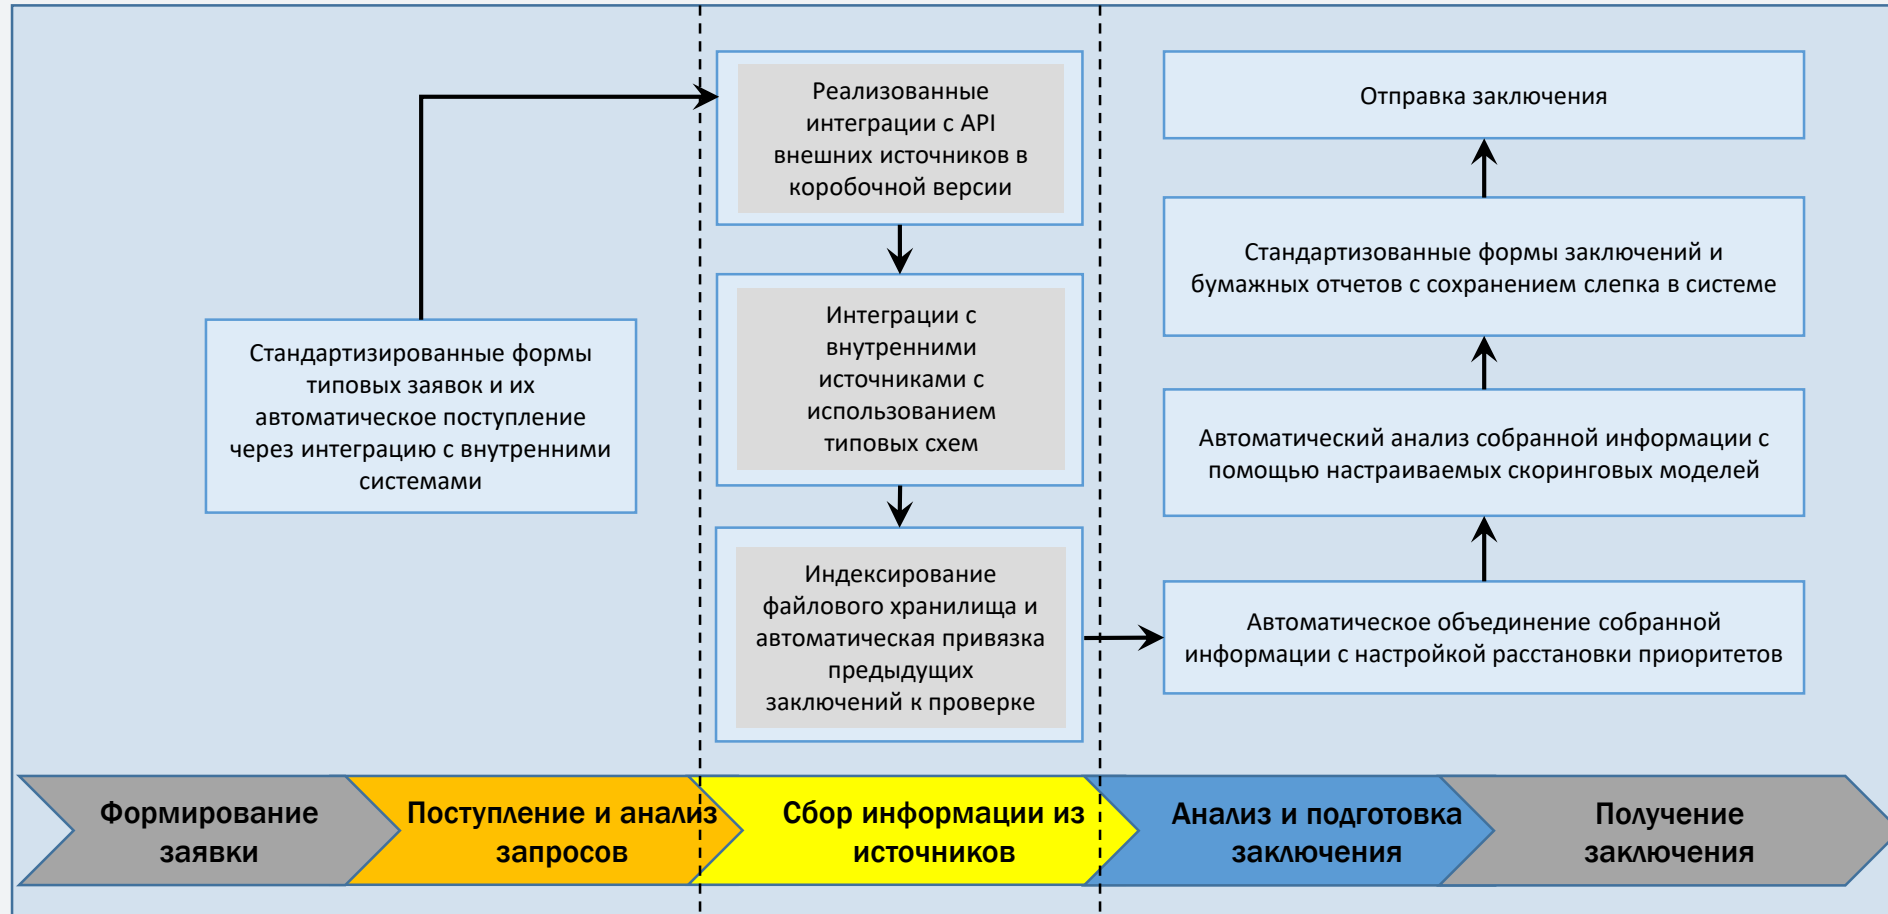 Стандартизированные формы
типовых заявок и их
автоматическое поступление
через интеграцию с внутренними
системами
Реализованные
интеграции с API
внешних источников в
коробочной версии
Интеграции с
внутренними
источниками с
использованием
типовых схем
Индексирование
файлового хранилища и
автоматическая привязка
предыдущих
заключений к проверке
Отправка заключения
Стандартизованные формы заключений и
бумажных отчетов с сохранением слепка в системе
Автоматический анализ собранной информации с
помощью настраиваемых скоринговых моделей
Автоматическое объединение собранной
информации с настройкой расстановки приоритетов
Формирование
заявки
Поступление и анализ
запросов
Сбор информации из
источников
Анализ и подготовка
заключения
Получение
заключения